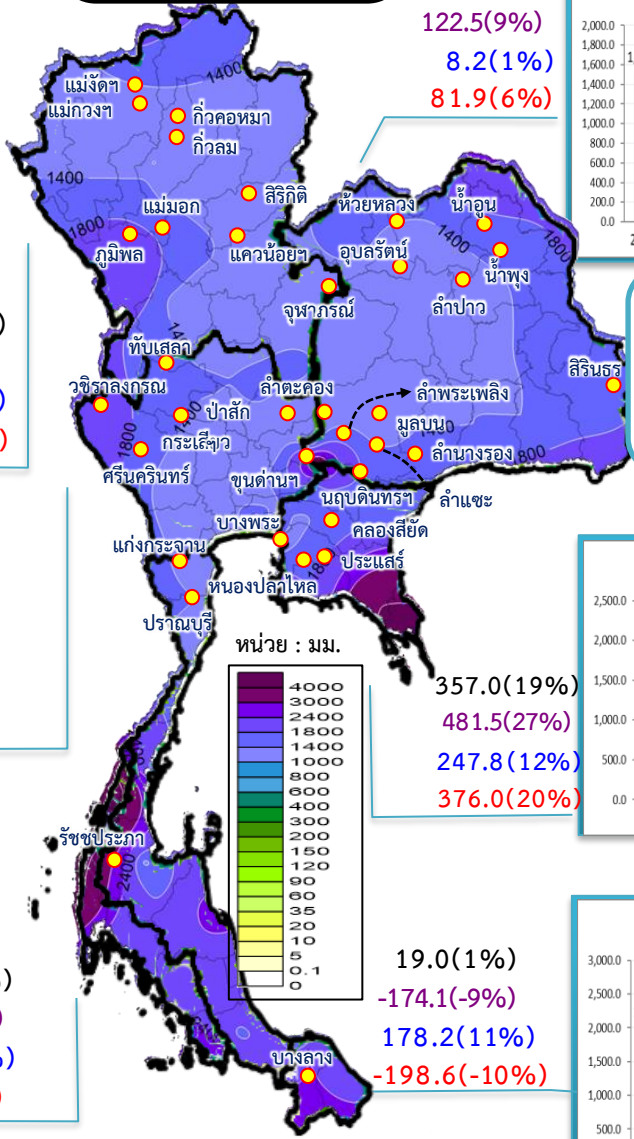 122.5(9%)
8.2(1%)
81.9(6%)
2,000.0
1,800.0
1,600.0
1,400.0
1,200.0
1,000.0
800.0
600.0
400.0
200.0
0.0
1400
แม่งัดฯ
แม่กวงฯ
กิ่วคอหมา
กิ่วลม
1400
สิริกิติ์
แม่มอก
ห้วยหลวง
น้ำอูน
1800
ภูมิพล
แควน้อยฯ
อุบลรัตน์
1400
1800
น้ำพุง
จุฬาภรณ์
ลำปาว
ทับเสลา
สิรินธร
วชิราลงกรณ
ลำตะคอง
ลำพระเพลิง
ป่าสัก
1400
มูลบน
1800
กระเสียว
ลำนางรอง
ศรีนครินทร์
ขุนด่านฯ
นฤบดินทรฯ
ลำแซะ
บางพระ
คลองสียัด
แก่งกระจาน
ประแสร์
หนองปลาไหล
ปราณบุรี
หน่วย : มม.
4000
3000
2400
1800
1400
1000
800
600
400
300
200
150
120
90
60
35
20
10
5
0.1
0
357.0(19%)
481.5(27%)
247.8(12%)
376.0(20%)
2,500.0
2,000.0
1,500.0
1,000.0
500.0
0.0
รัชชประภา
2400
19.0(1%)
-174.1(-9%)
178.2(11%)
-198.6(-10%)
บางลาง
3,000.0
2,500.0
2,000.0
1,500.0
1,000.0
500.0